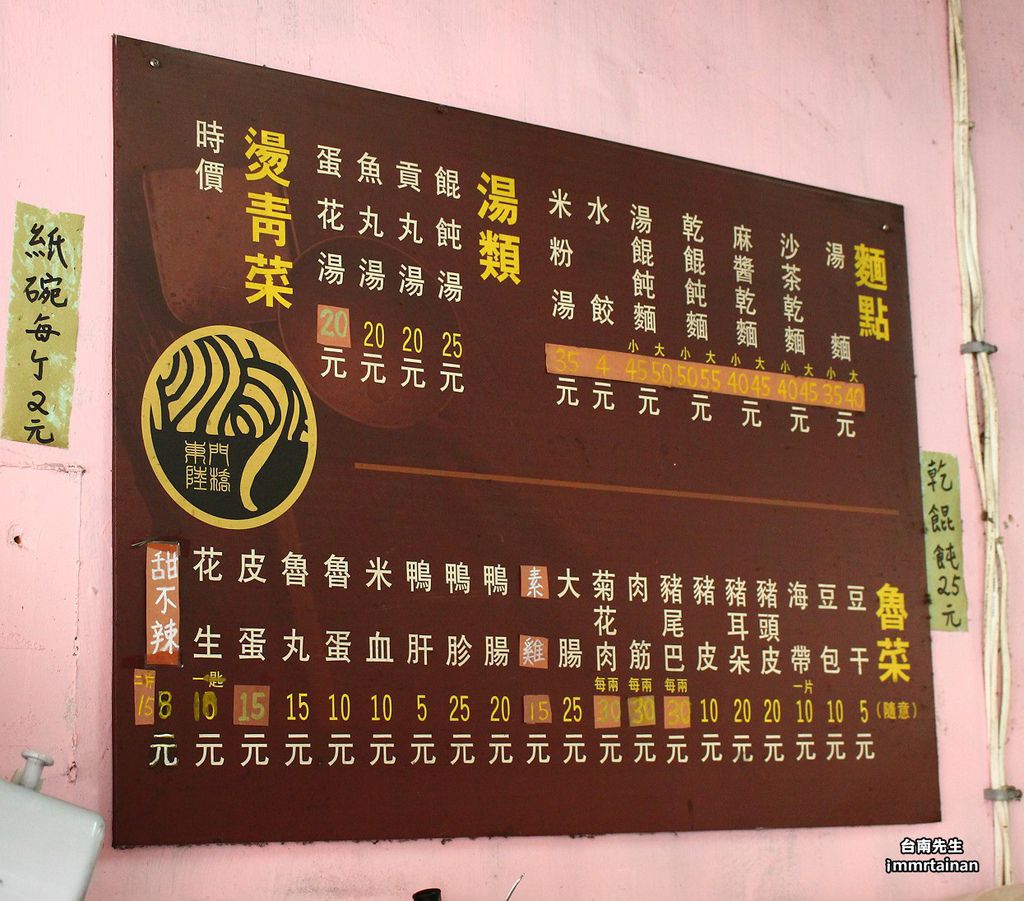 麵點
湯麵 小35 大40元
沙茶乾麵 小40 大45元
麻醬乾麵 小40 大45元
乾餛飩麵 小50 大55元
湯餛飩麵 小45 大50元
水餃 4元
米粉湯 35元
湯類
餛飩湯 25元
貢丸湯 20元
魚丸湯 20元
蛋花湯 20元
燙青菜
時價
東門
陸橋
魯菜(隨意)
豆干 5元
豆包 10元
海帶 一片 10元
豬頭皮 20元
豬耳朵 20元
豬皮 10元
豬尾巴 每兩 30元
肉筋 每兩 30元
菊花肉 每兩 30元
大腸 25元
素雞 15元
鴨腸 20元
鴨胗 25元
鴨肝 5元
米血 10元
魯蛋 10元
魯丸 15元
皮蛋 15元
花生 一匙 10元
甜不辣 二片 15 8元
紙碗每個2元
乾餛飩25元
台南先生
jmmrtainan